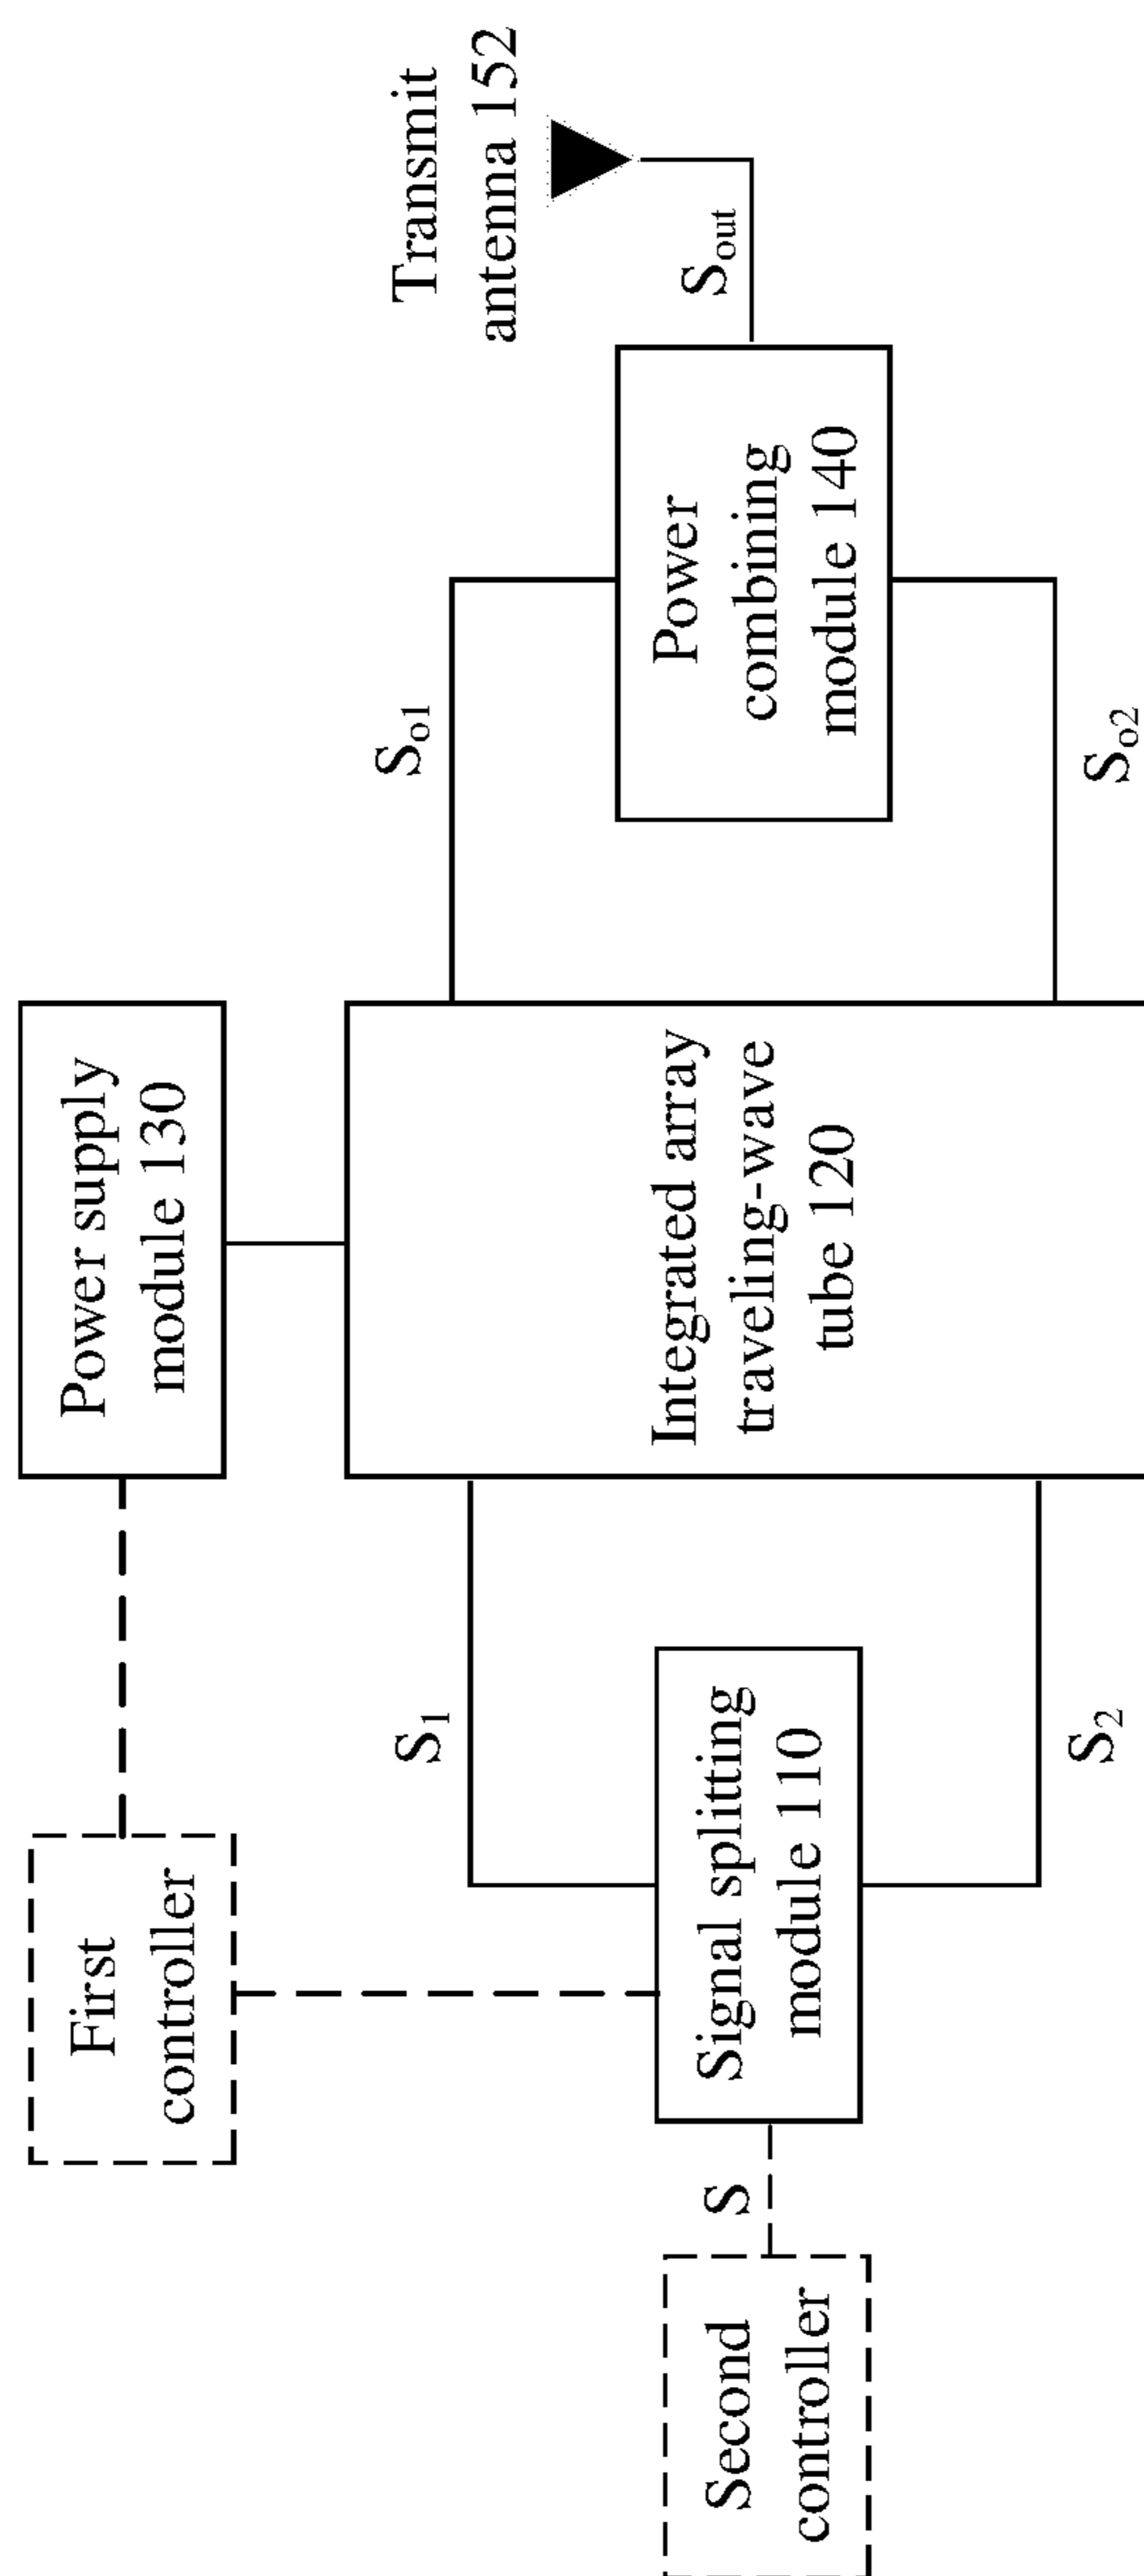 First
controller
Power supply
module 130
Transmit
antenna 152
Second
controller
S
Signal splitting
module 110
S₁
S₂
Integrated array
traveling-wave
tube 120
Sₒ₁
Sₒ₂
Power
combining
module 140
Sₒᵤₜ